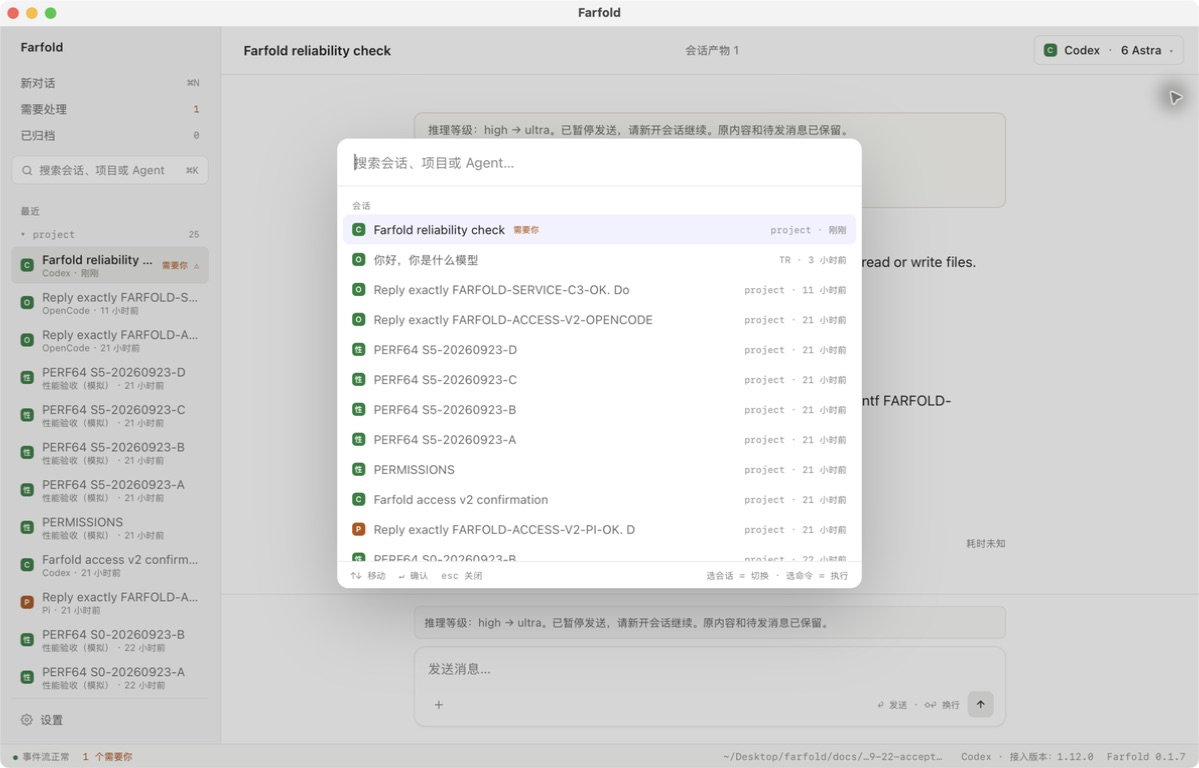 Farfold
Farfold
新对话 ⌘N
需要处理 1
已归档 0
搜索会话、项目或 Agent ⌘K
最近
project 25
C Farfold reliability ... 需要你
Codex · 刚刚
O Reply exactly FARFOLD-S...
OpenCode · 11 小时前
O Reply exactly FARFOLD-A...
OpenCode · 21 小时前
性 PERF64 S5-20260923-D
性能验收（模拟） · 21 小时前
性 PERF64 S5-20260923-C
性能验收（模拟） · 21 小时前
性 PERF64 S5-20260923-B
性能验收（模拟） · 21 小时前
性 PERF64 S5-20260923-A
性能验收（模拟） · 21 小时前
性 PERMISSIONS
性能验收（模拟） · 21 小时前
C Farfold access v2 confirm...
Codex · 21 小时前
P Reply exactly FARFOLD-A...
Pi · 21 小时前
性 PERF64 S0-20260923-B
性能验收（模拟） · 22 小时前
性 PERF64 S0-20260923-A
性能验收（模拟） · 22 小时前
设置
Farfold reliability check 会话产物 1 C Codex · 6 Astra
推理等级：high → ultra。已暂停发送，请新开会话继续。原内容和待发消息已保留。
read or write files.
ntf FARFOLD-
耗时未知
搜索会话、项目或 Agent...
会话
C Farfold reliability check 需要你 project · 刚刚
O 你好，你是什么模型 TR · 3 小时前
O Reply exactly FARFOLD-SERVICE-C3-OK. Do project · 11 小时前
O Reply exactly FARFOLD-ACCESS-V2-OPENCODE project · 21 小时前
性 PERF64 S5-20260923-D project · 21 小时前
性 PERF64 S5-20260923-C project · 21 小时前
性 PERF64 S5-20260923-B project · 21 小时前
性 PERF64 S5-20260923-A project · 21 小时前
性 PERMISSIONS project · 21 小时前
C Farfold access v2 confirmation project · 21 小时前
P Reply exactly FARFOLD-ACCESS-V2-PI-OK. D project · 21 小时前
性 PERF64 S0-20260923-B project · 22 小时前
↑↓ 移动 ↵ 确认 esc 关闭 选会话 = 切换 · 选命令 = 执行
推理等级：high → ultra。已暂停发送，请新开会话继续。原内容和待发消息已保留。
发送消息...
+ ↵ 发送 · ⇧↵ 换行 ↑
事件流正常 1 个需要你 ~/Desktop/farfold/docs/…9-22-accept… Codex · 接入版本: 1.12.0 Farfold 0.1.7